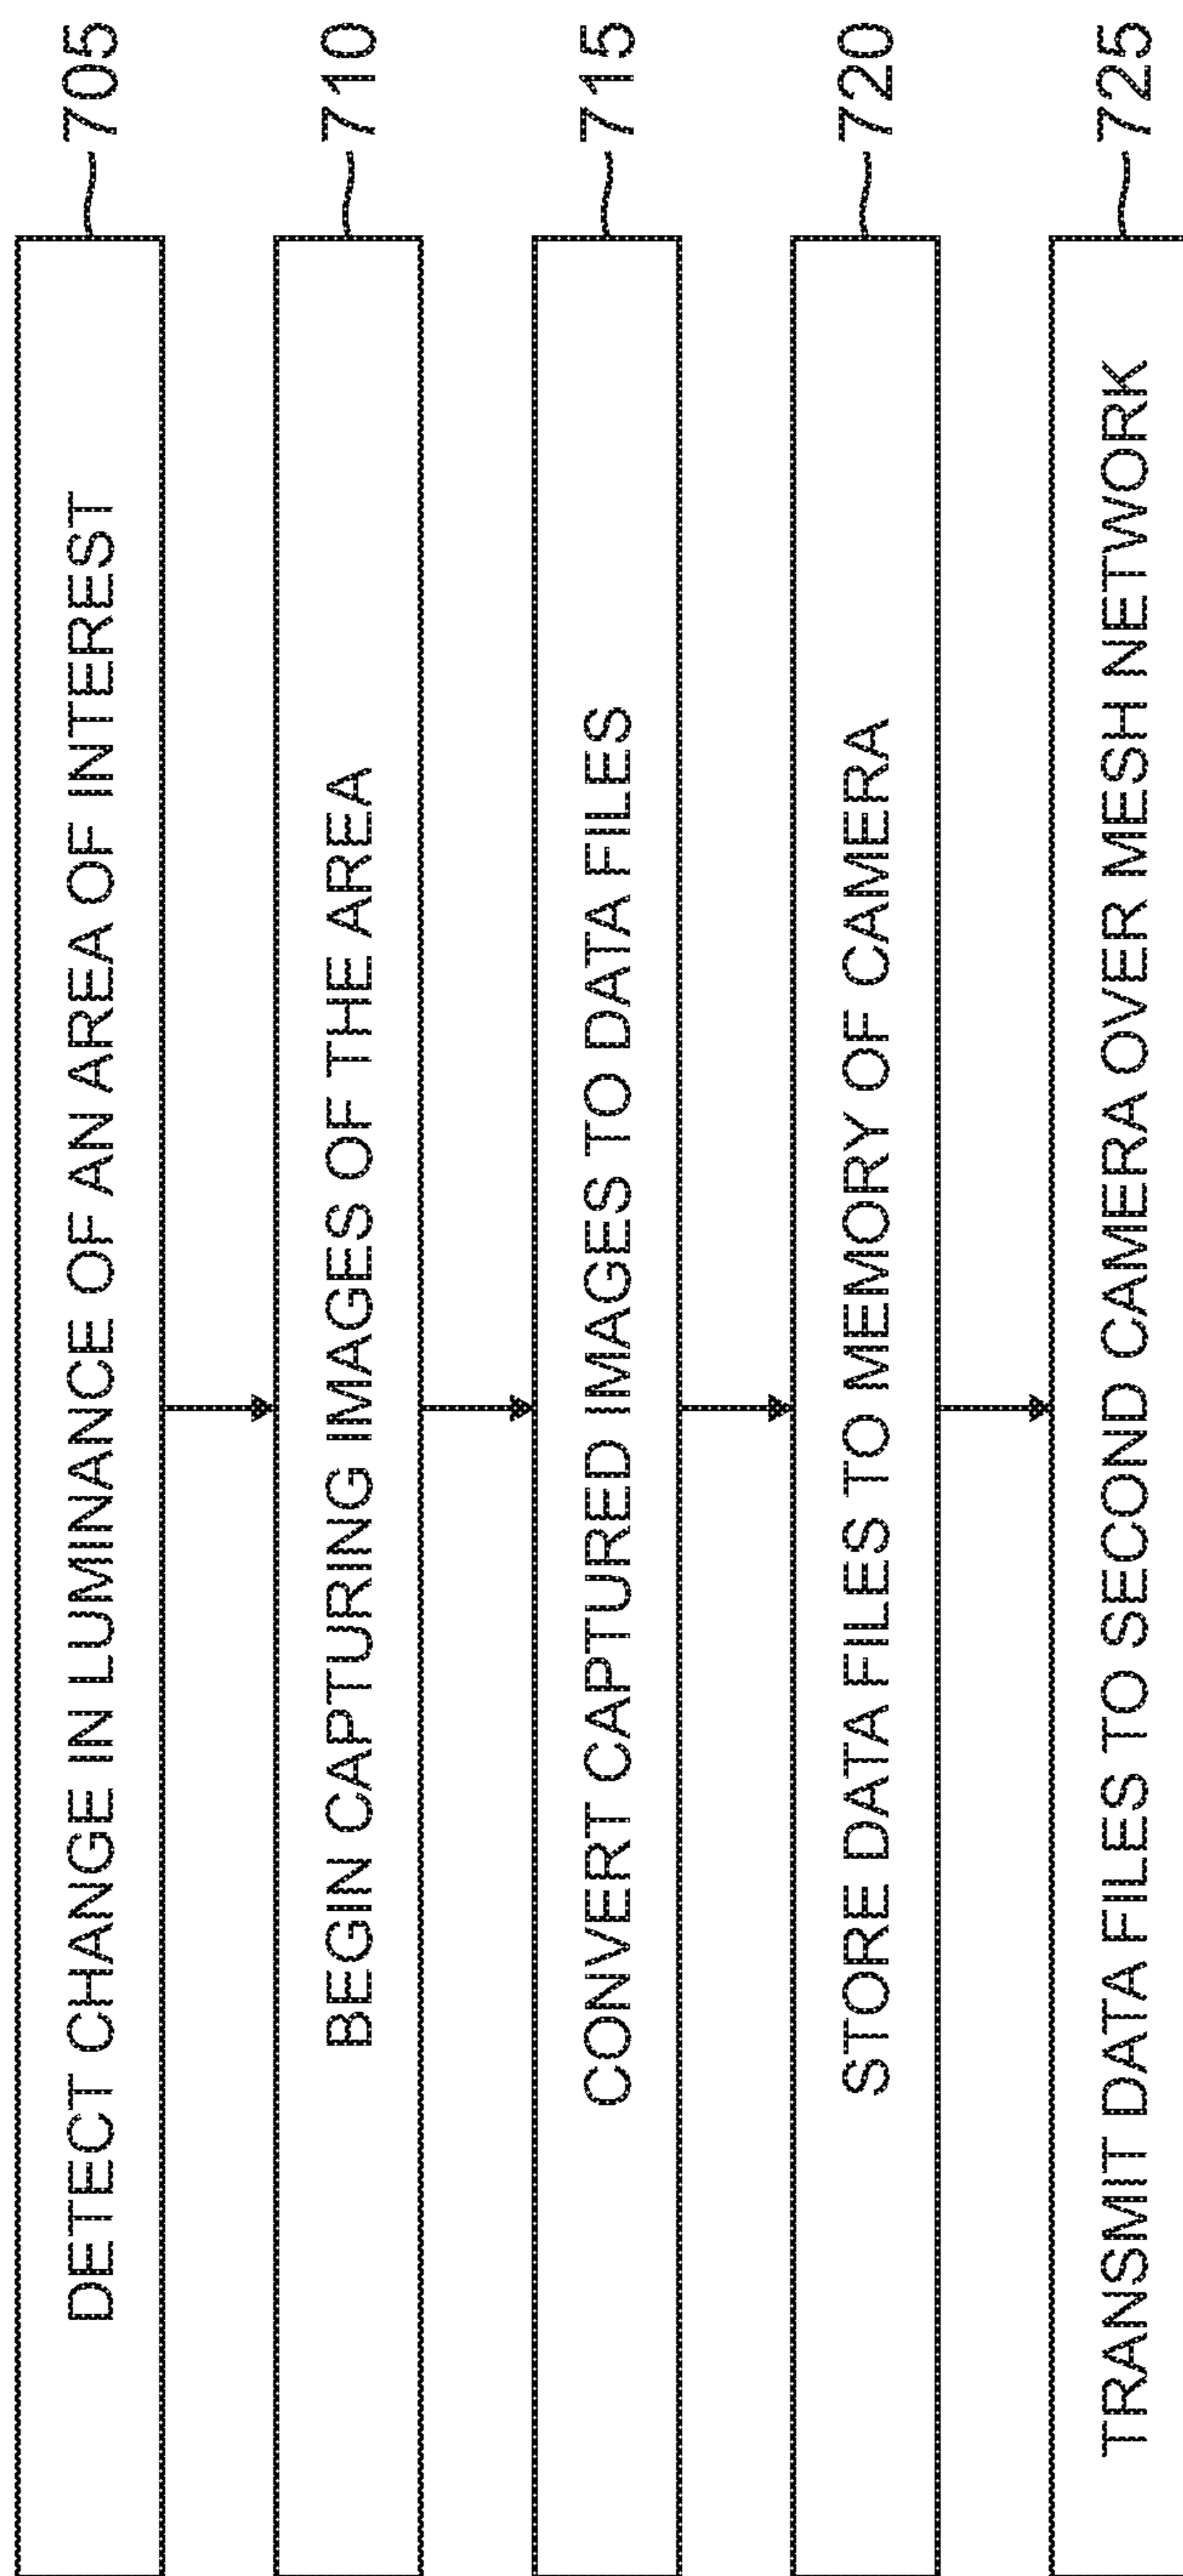 DETECT CHANGE IN LUMINANCE OF AN AREA OF INTEREST
705
BEGIN CAPTURING IMAGES OF THE AREA
710
CONVERT CAPTURED IMAGES TO DATA FILES
715
STORE DATA FILES TO MEMORY OF CAMERA
720
TRANSMIT DATA FILES TO SECOND CAMERA OVER MESH NETWORK
725